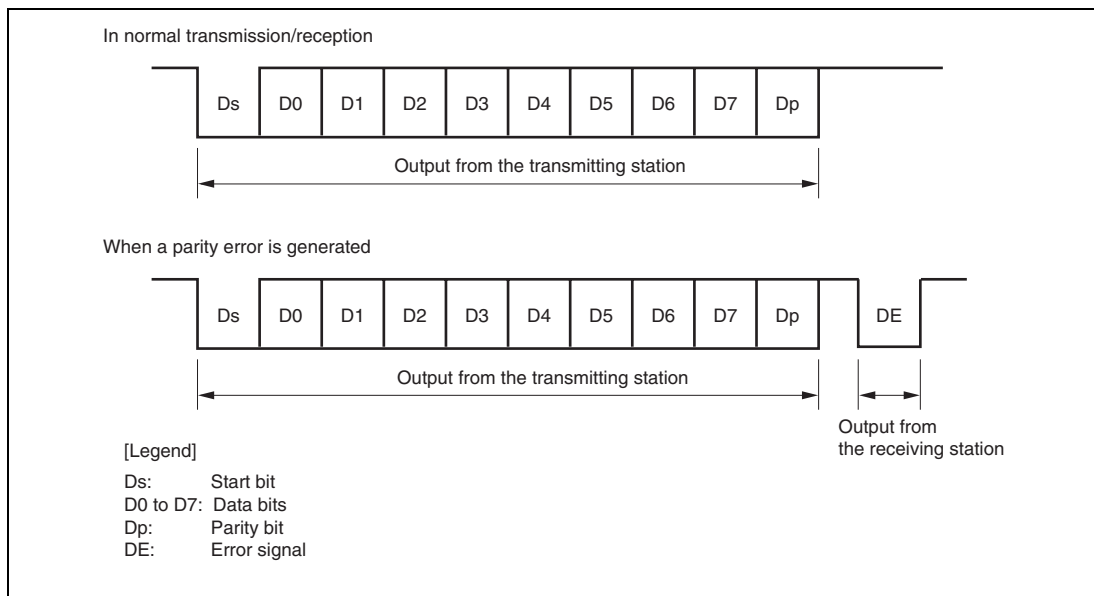 In normal transmission/reception
Ds D0 D1 D2 D3 D4 D5 D6 D7 Dp
Output from the transmitting station
When a parity error is generated
Ds D0 D1 D2 D3 D4 D5 D6 D7 Dp DE
Output from the transmitting station
Output from
the receiving station
[Legend]
Ds: Start bit
D0 to D7: Data bits
Dp: Parity bit
DE: Error signal